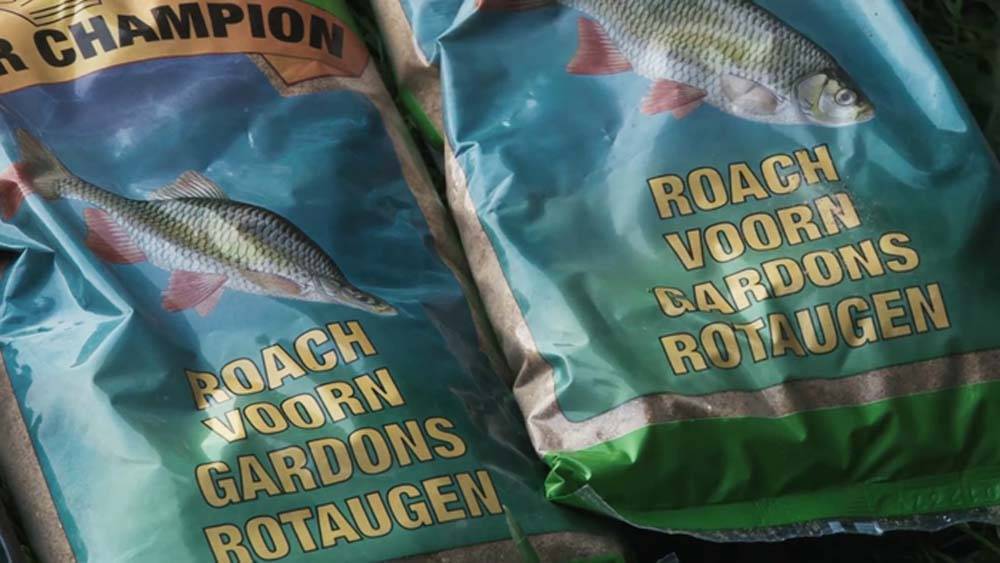 R CHAMPION
ROACH
VOORN
GARDONS
ROTAUGEN
ROACH
VOORN
GARDONS
ROTAUGEN